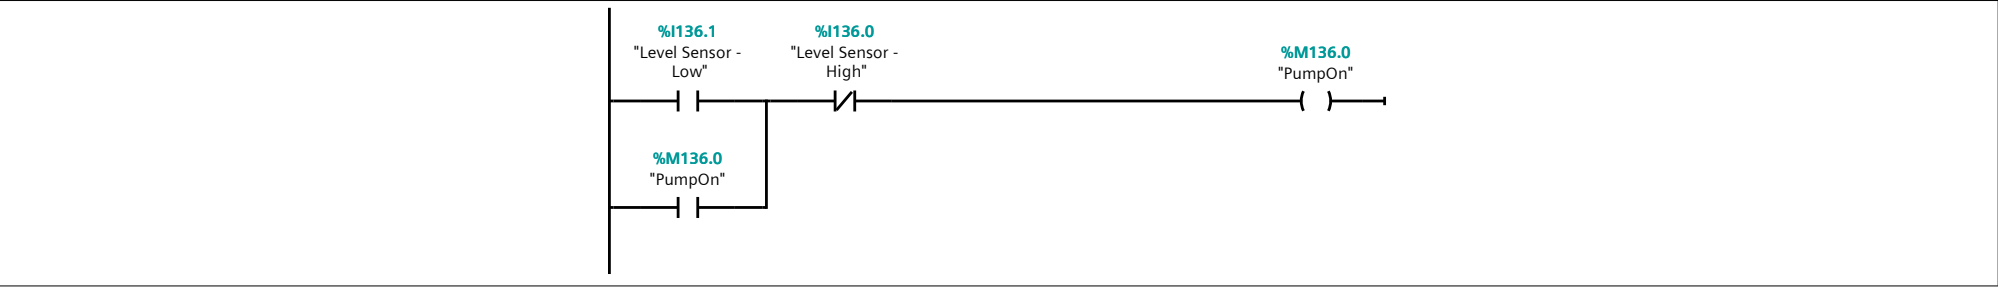 %I136.1
"Level Sensor -
Low"
%I136.0
"Level Sensor -
High"
%M136.0
"PumpOn"
%M136.0
"PumpOn"